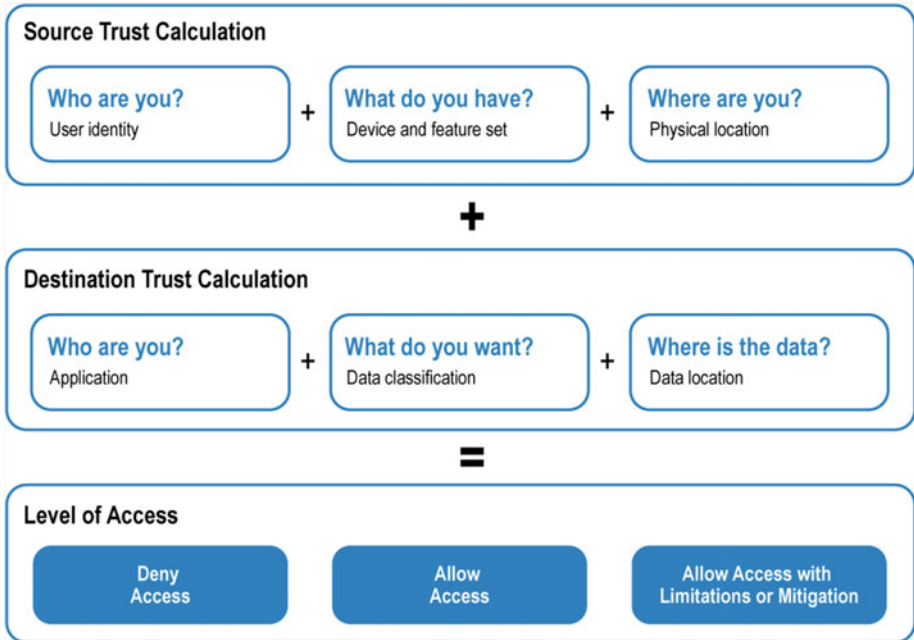 Source Trust Calculation
Who are you?
User identity
+
What do you have?
Device and feature set
+
Where are you?
Physical location
+
Destination Trust Calculation
Who are you?
Application
+
What do you want?
Data classification
+
Where is the data?
Data location
=
Level of Access
Deny
Access
Allow
Access
Allow Access with
Limitations or Mitigation